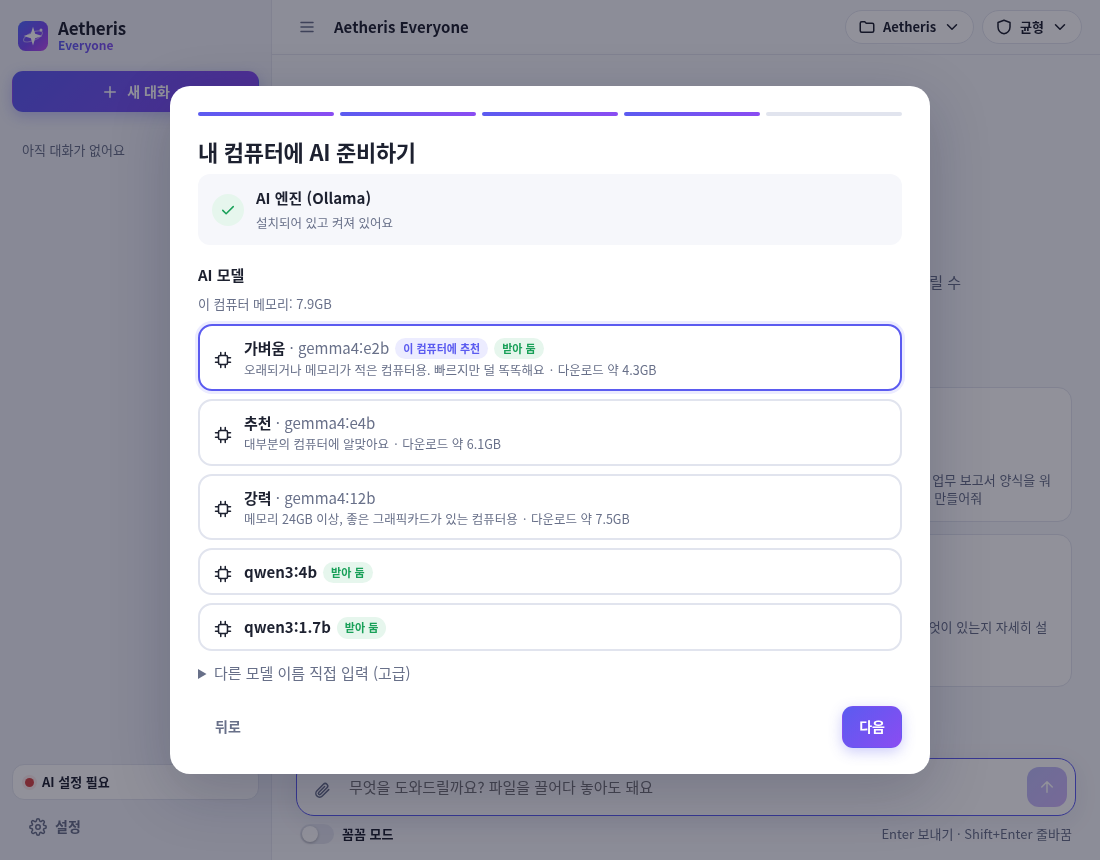 Aetheris
Everyone
새 대화
아직 대화가 없어요
Aetheris Everyone
Aetheris
균형
내 컴퓨터에 AI 준비하기
AI 엔진 (Ollama)
설치되어 있고 켜져 있어요
AI 모델
이 컴퓨터 메모리: 7.9GB
가벼움 · gemma4:e2b 이 컴퓨터에 추천 받아 둠
오래되거나 메모리가 적은 컴퓨터용. 빠르지만 덜 똑똑해요 · 다운로드 약 4.3GB
추천 · gemma4:e4b
대부분의 컴퓨터에 알맞아요 · 다운로드 약 6.1GB
강력 · gemma4:12b
메모리 24GB 이상, 좋은 그래픽카드가 있는 컴퓨터용 · 다운로드 약 7.5GB
qwen3:4b 받아 둠
qwen3:1.7b 받아 둠
다른 모델 이름 직접 입력 (고급)
뒤로
다음
릴 수
업무 보고서 양식을 워
만들어줘
엇이 있는지 자세히 설
AI 설정 필요
설정
무엇을 도와드릴까요? 파일을 끌어다 놓아도 돼요
꼼꼼 모드
Enter 보내기 · Shift+Enter 줄바꿈